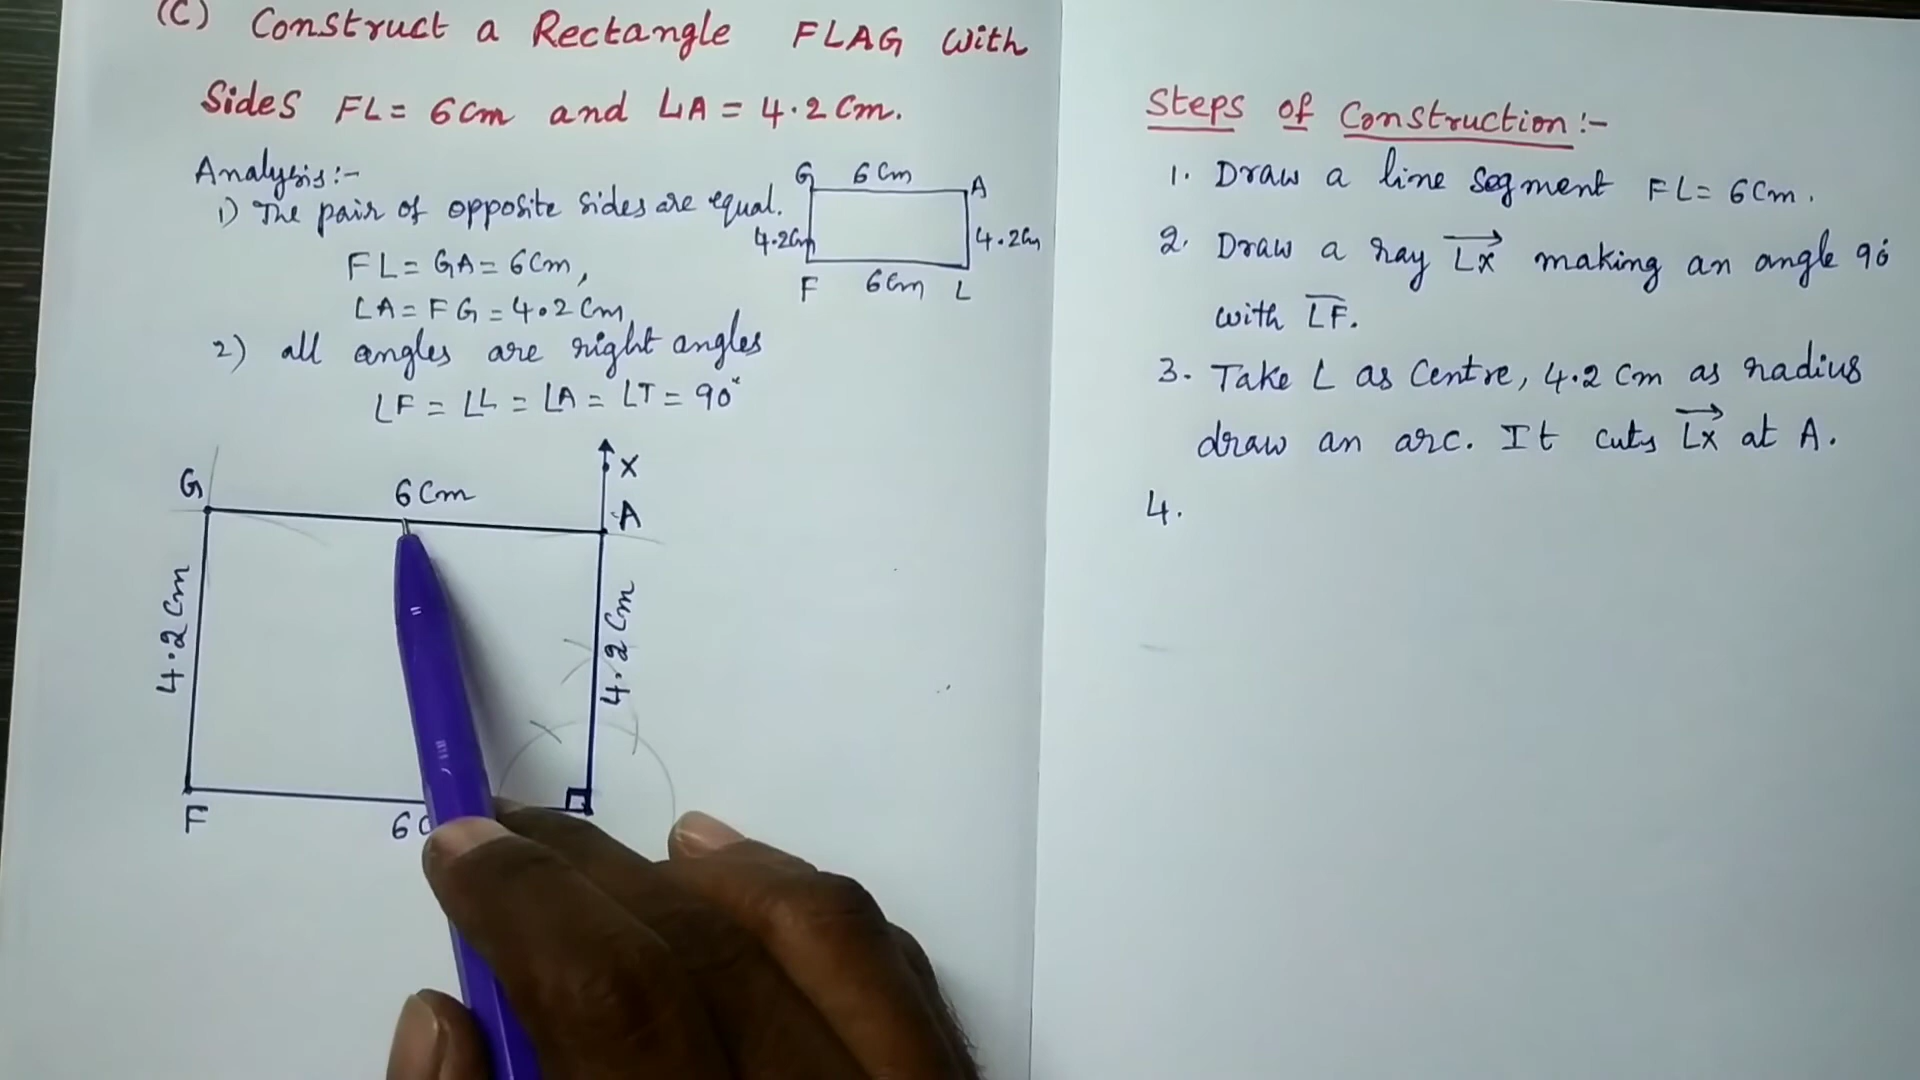 (C) Construct a Rectangle FLAG with
Sides FL = 6cm and LA = 4.2cm.
Analysis:-
1) The pair of opposite sides are equal.
FL = GA = 6cm,
LA = FG = 4.2cm,
2) all angles are right angles
∠F = ∠L = ∠A = ∠T = 90°
G 6cm A
4.2cm 4.2cm
F 6cm L
X
G 6cm A
4.2cm 4.2cm
F 6c
Steps of Construction:-
1. Draw a line segment FL = 6cm.
2. Draw a ray LX→ making an angle 90°
with L̅F̅.
3. Take L as Centre, 4.2cm as radius
draw an arc. It cuts LX→ at A.
4.